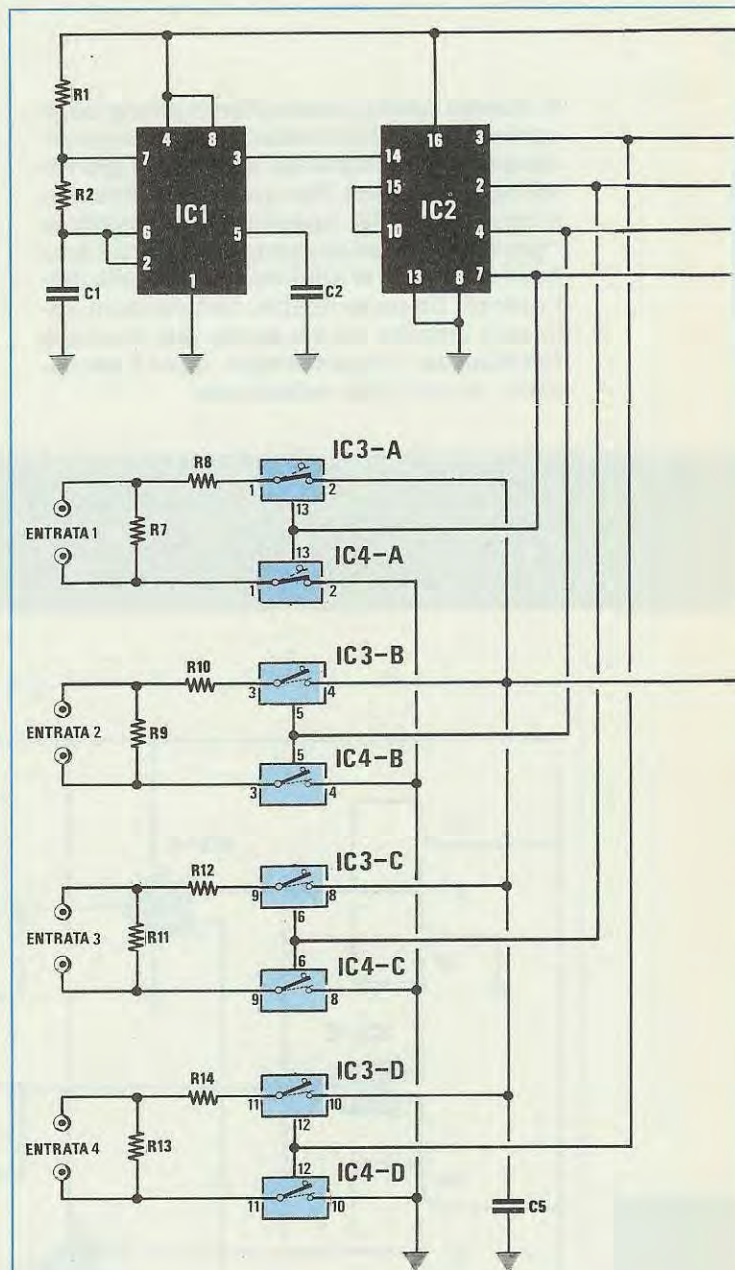 R1
4
8
16
3
7
3
14
2
15
R2
IC1
IC2
6
5
4
10
2
7
C1
1
C2
13
8
IC3-A
R8
1
2
ENTRATA 1
R7
13
13
IC4-A
1
2
IC3-B
R10
3
4
ENTRATA 2
R9
5
5
IC4-B
3
4
IC3-C
R12
9
8
ENTRATA 3
R11
6
6
IC4-C
9
8
IC3-D
R14
11
10
ENTRATA 4
R13
12
12
IC4-D
11
10
C5